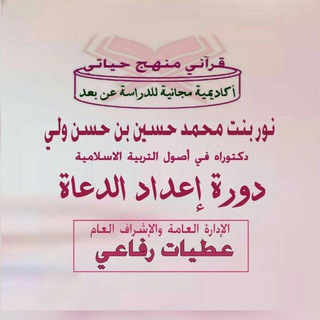 قرآني منهج حياتي
أكاديمية مجانية للدراسة عن بعد
نور بنت محمد حسين بن حسن ولي
دكتوراه في أصول التربية الاسلامية
دورة إعداد الدعاة
الإدارة العامة والإشراف العام
عطيات رفاعي